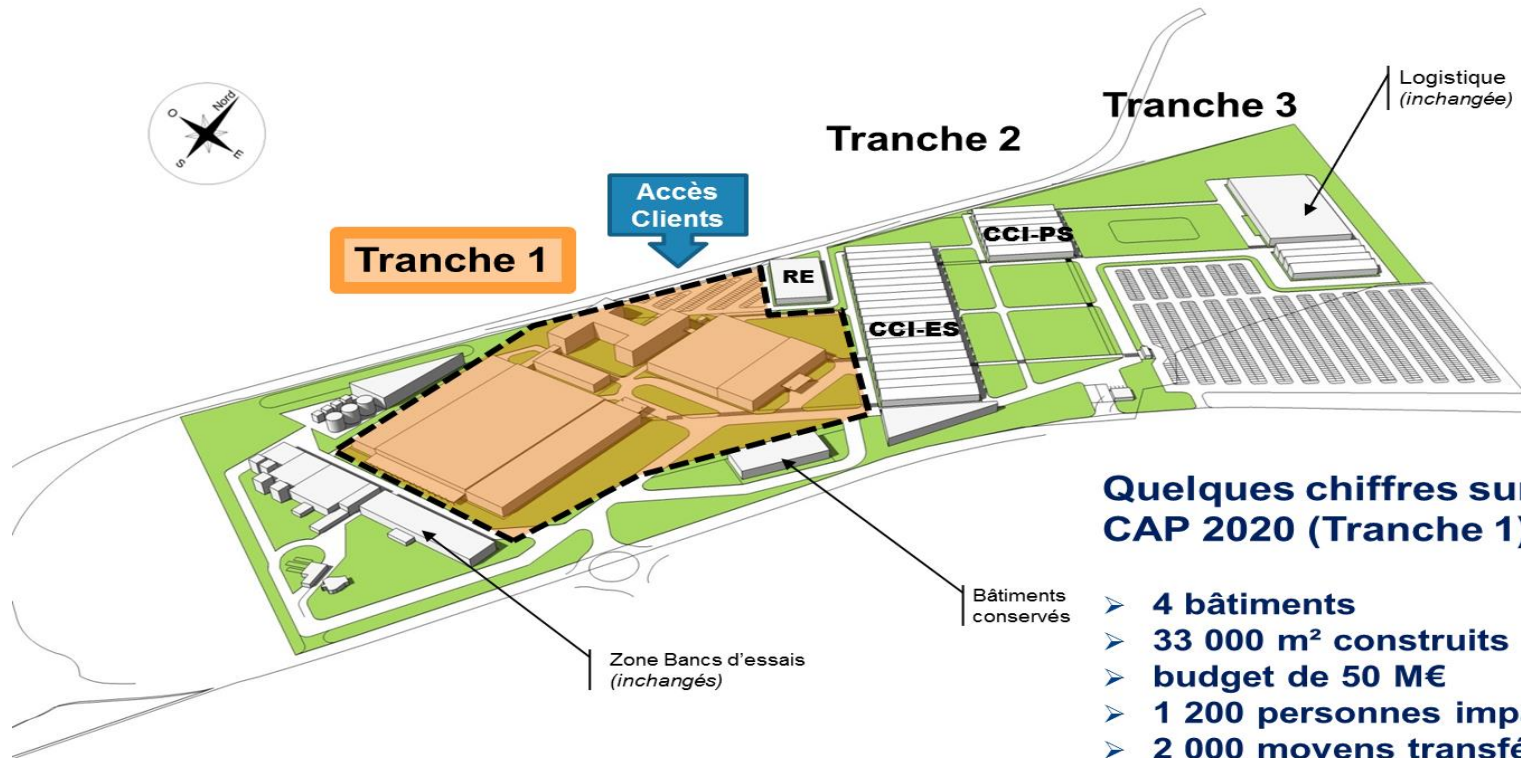 Nord
O
E
S
Tranche 1
Accès
Clients
Tranche 2
Tranche 3
Logistique
(inchangée)
RE
CCI-ES
CCI-PS
Bâtiments
conservés
Zone Bancs d'essais
(inchangés)
Quelques chiffres sur
CAP 2020 (Tranche 1)
➢ 4 bâtiments
➢ 33 000 m² construits
➢ budget de 50 M€
➢ 1 200 personnes
➢ 2 000 moyens